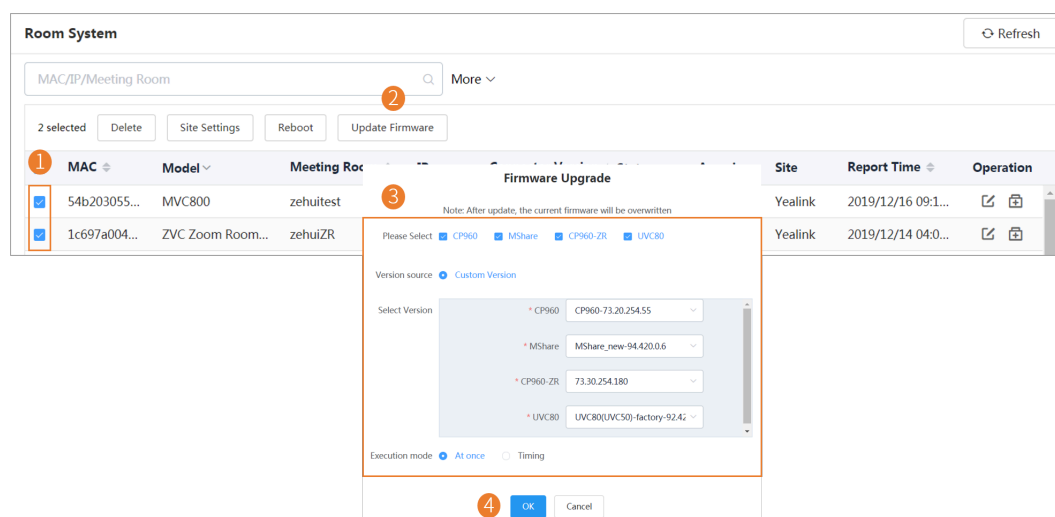 Room System
Refresh
MAC/IP/Meeting Room
More
2
2 selected
Delete
Site Settings
Reboot
Update Firmware
1
MAC
Model
Meeting Roo
Site
Report Time
Operation
54b203055...
MVC800
zehuitest
Yealink
2019/12/16 09:1...
1c697a004...
ZVC Zoom Room...
zehuiZR
Yealink
2019/12/14 04:0...
Firmware Upgrade
3
Note: After update, the current firmware will be overwritten
Please Select
CP960
MShare
CP960-ZR
UVC80
Version source
Custom Version
Select Version
* CP960
CP960-73.20.254.55
* MShare
MShare_new-94.420.0.6
* CP960-ZR
73.30.254.180
* UVC80
UVC80(UVC50)-factory-92.42
Execution mode
At once
Timing
4
OK
Cancel